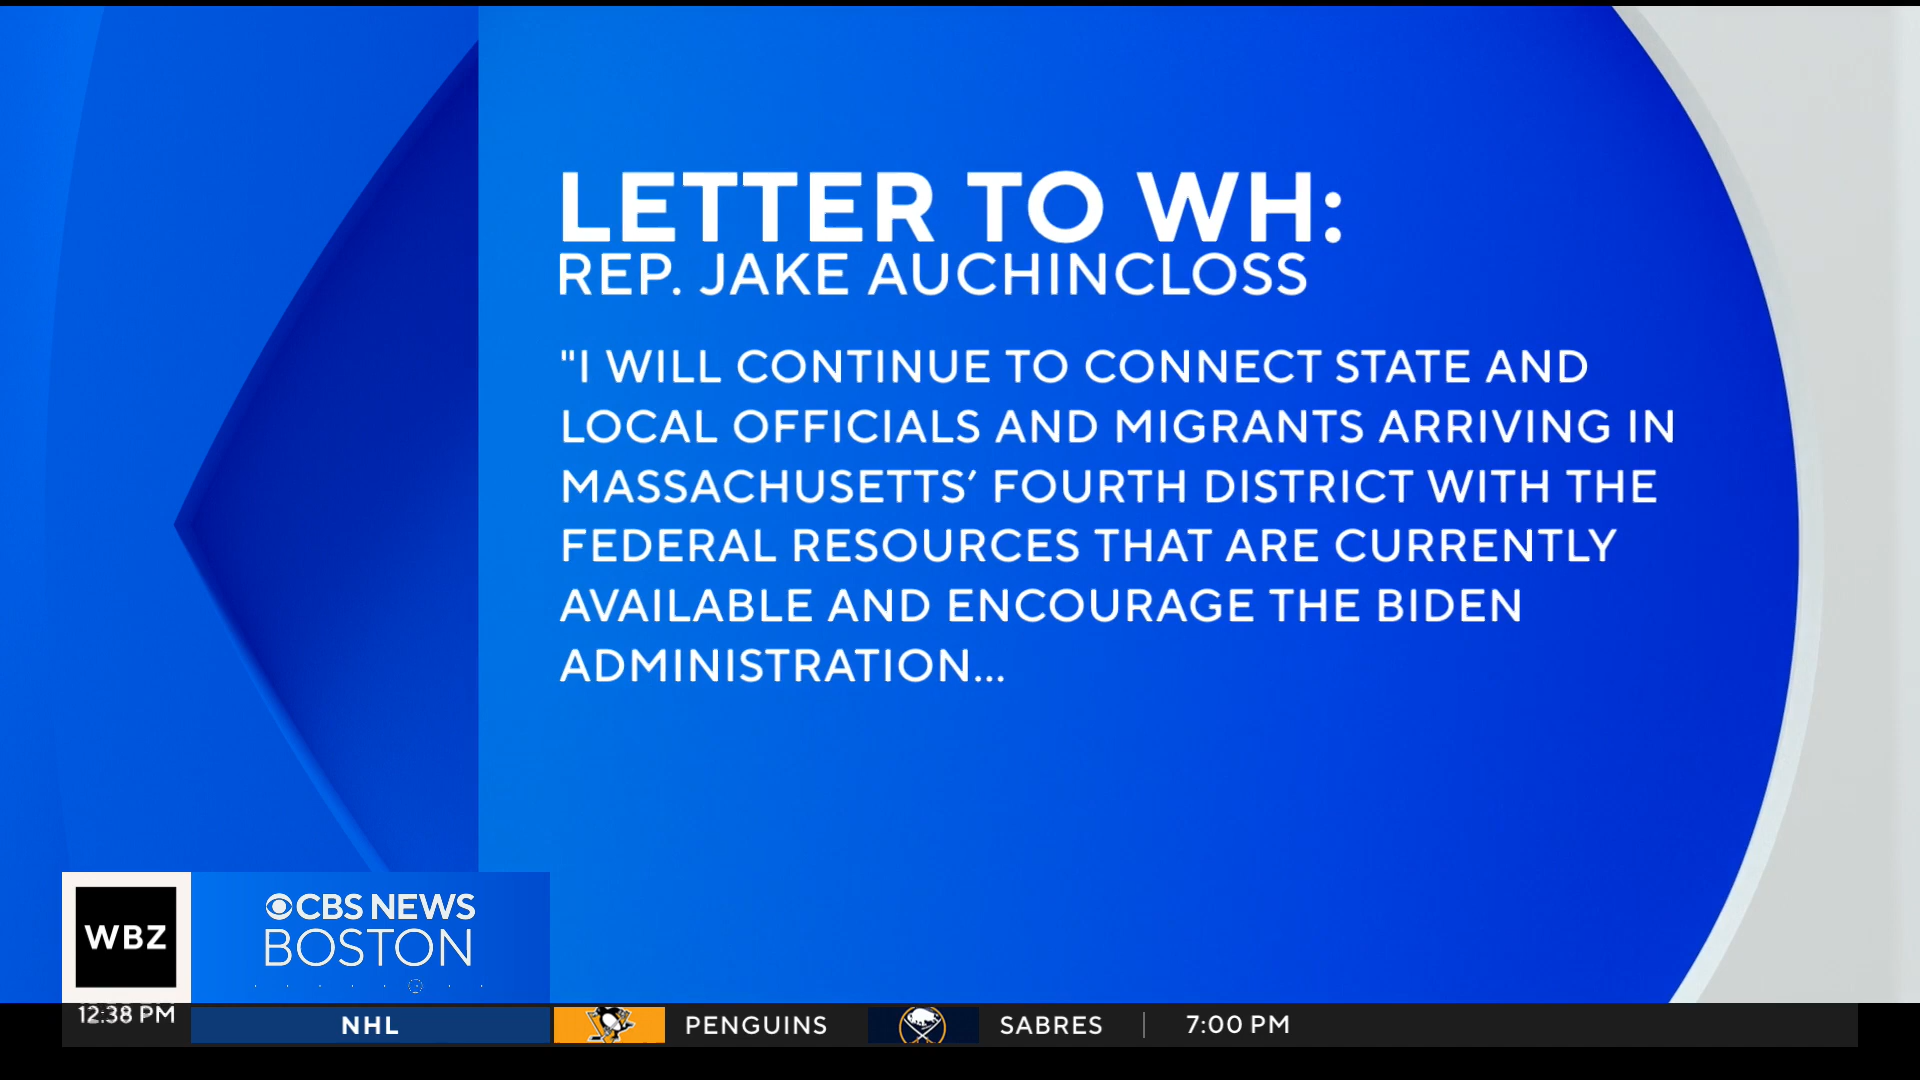 LETTER TO WH:
REP. JAKE AUCHINCLOSS
"I WILL CONTINUE TO CONNECT STATE AND
LOCAL OFFICIALS AND MIGRANTS ARRIVING IN
MASSACHUSETTS’ FOURTH DISTRICT WITH THE
FEDERAL RESOURCES THAT ARE CURRENTLY
AVAILABLE AND ENCOURAGE THE BIDEN
ADMINISTRATION...
WBZ
CBS NEWS
BOSTON
12:38 PM
NHL
PENGUINS
SABRES
7:00 PM